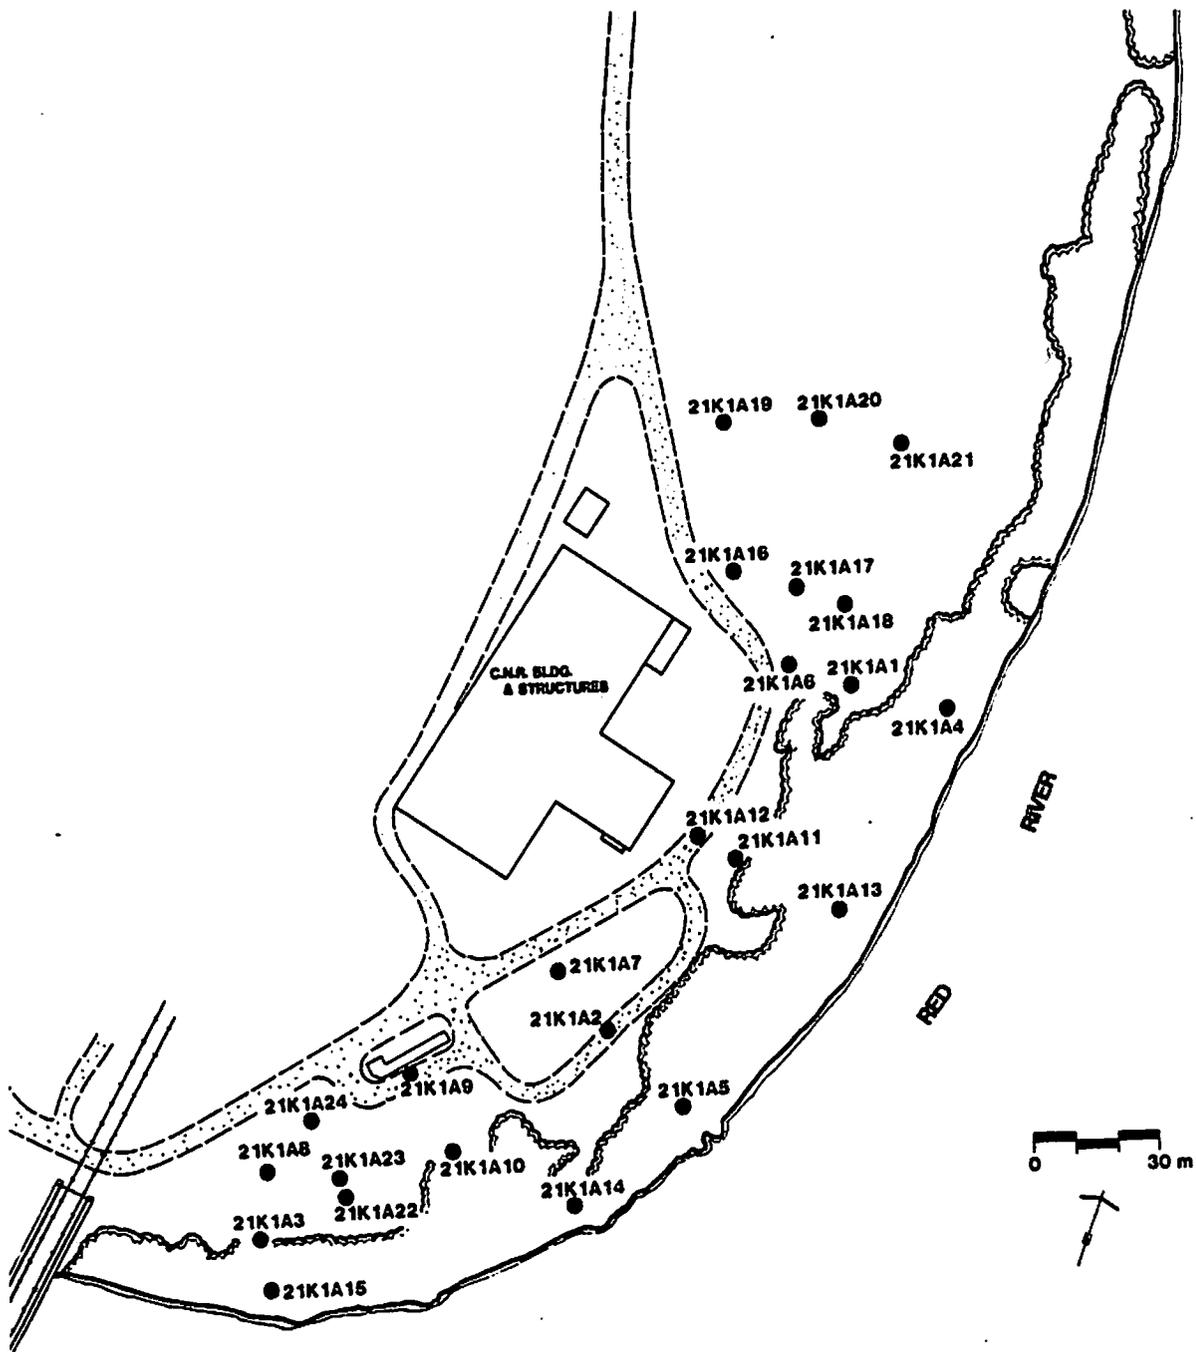 21K1A19
21K1A20
21K1A21
21K1A16
21K1A17
21K1A18
21K1A1
21K1A6
C.N.R. BLDG.
& STRUCTURES
21K1A4
RIVER
21K1A12
21K1A11
21K1A13
21K1A7
RED
21K1A2
21K1A9
21K1A5
21K1A24
21K1A8
21K1A23
21K1A10
21K1A14
21K1A22
21K1A3
21K1A15
0
30 m